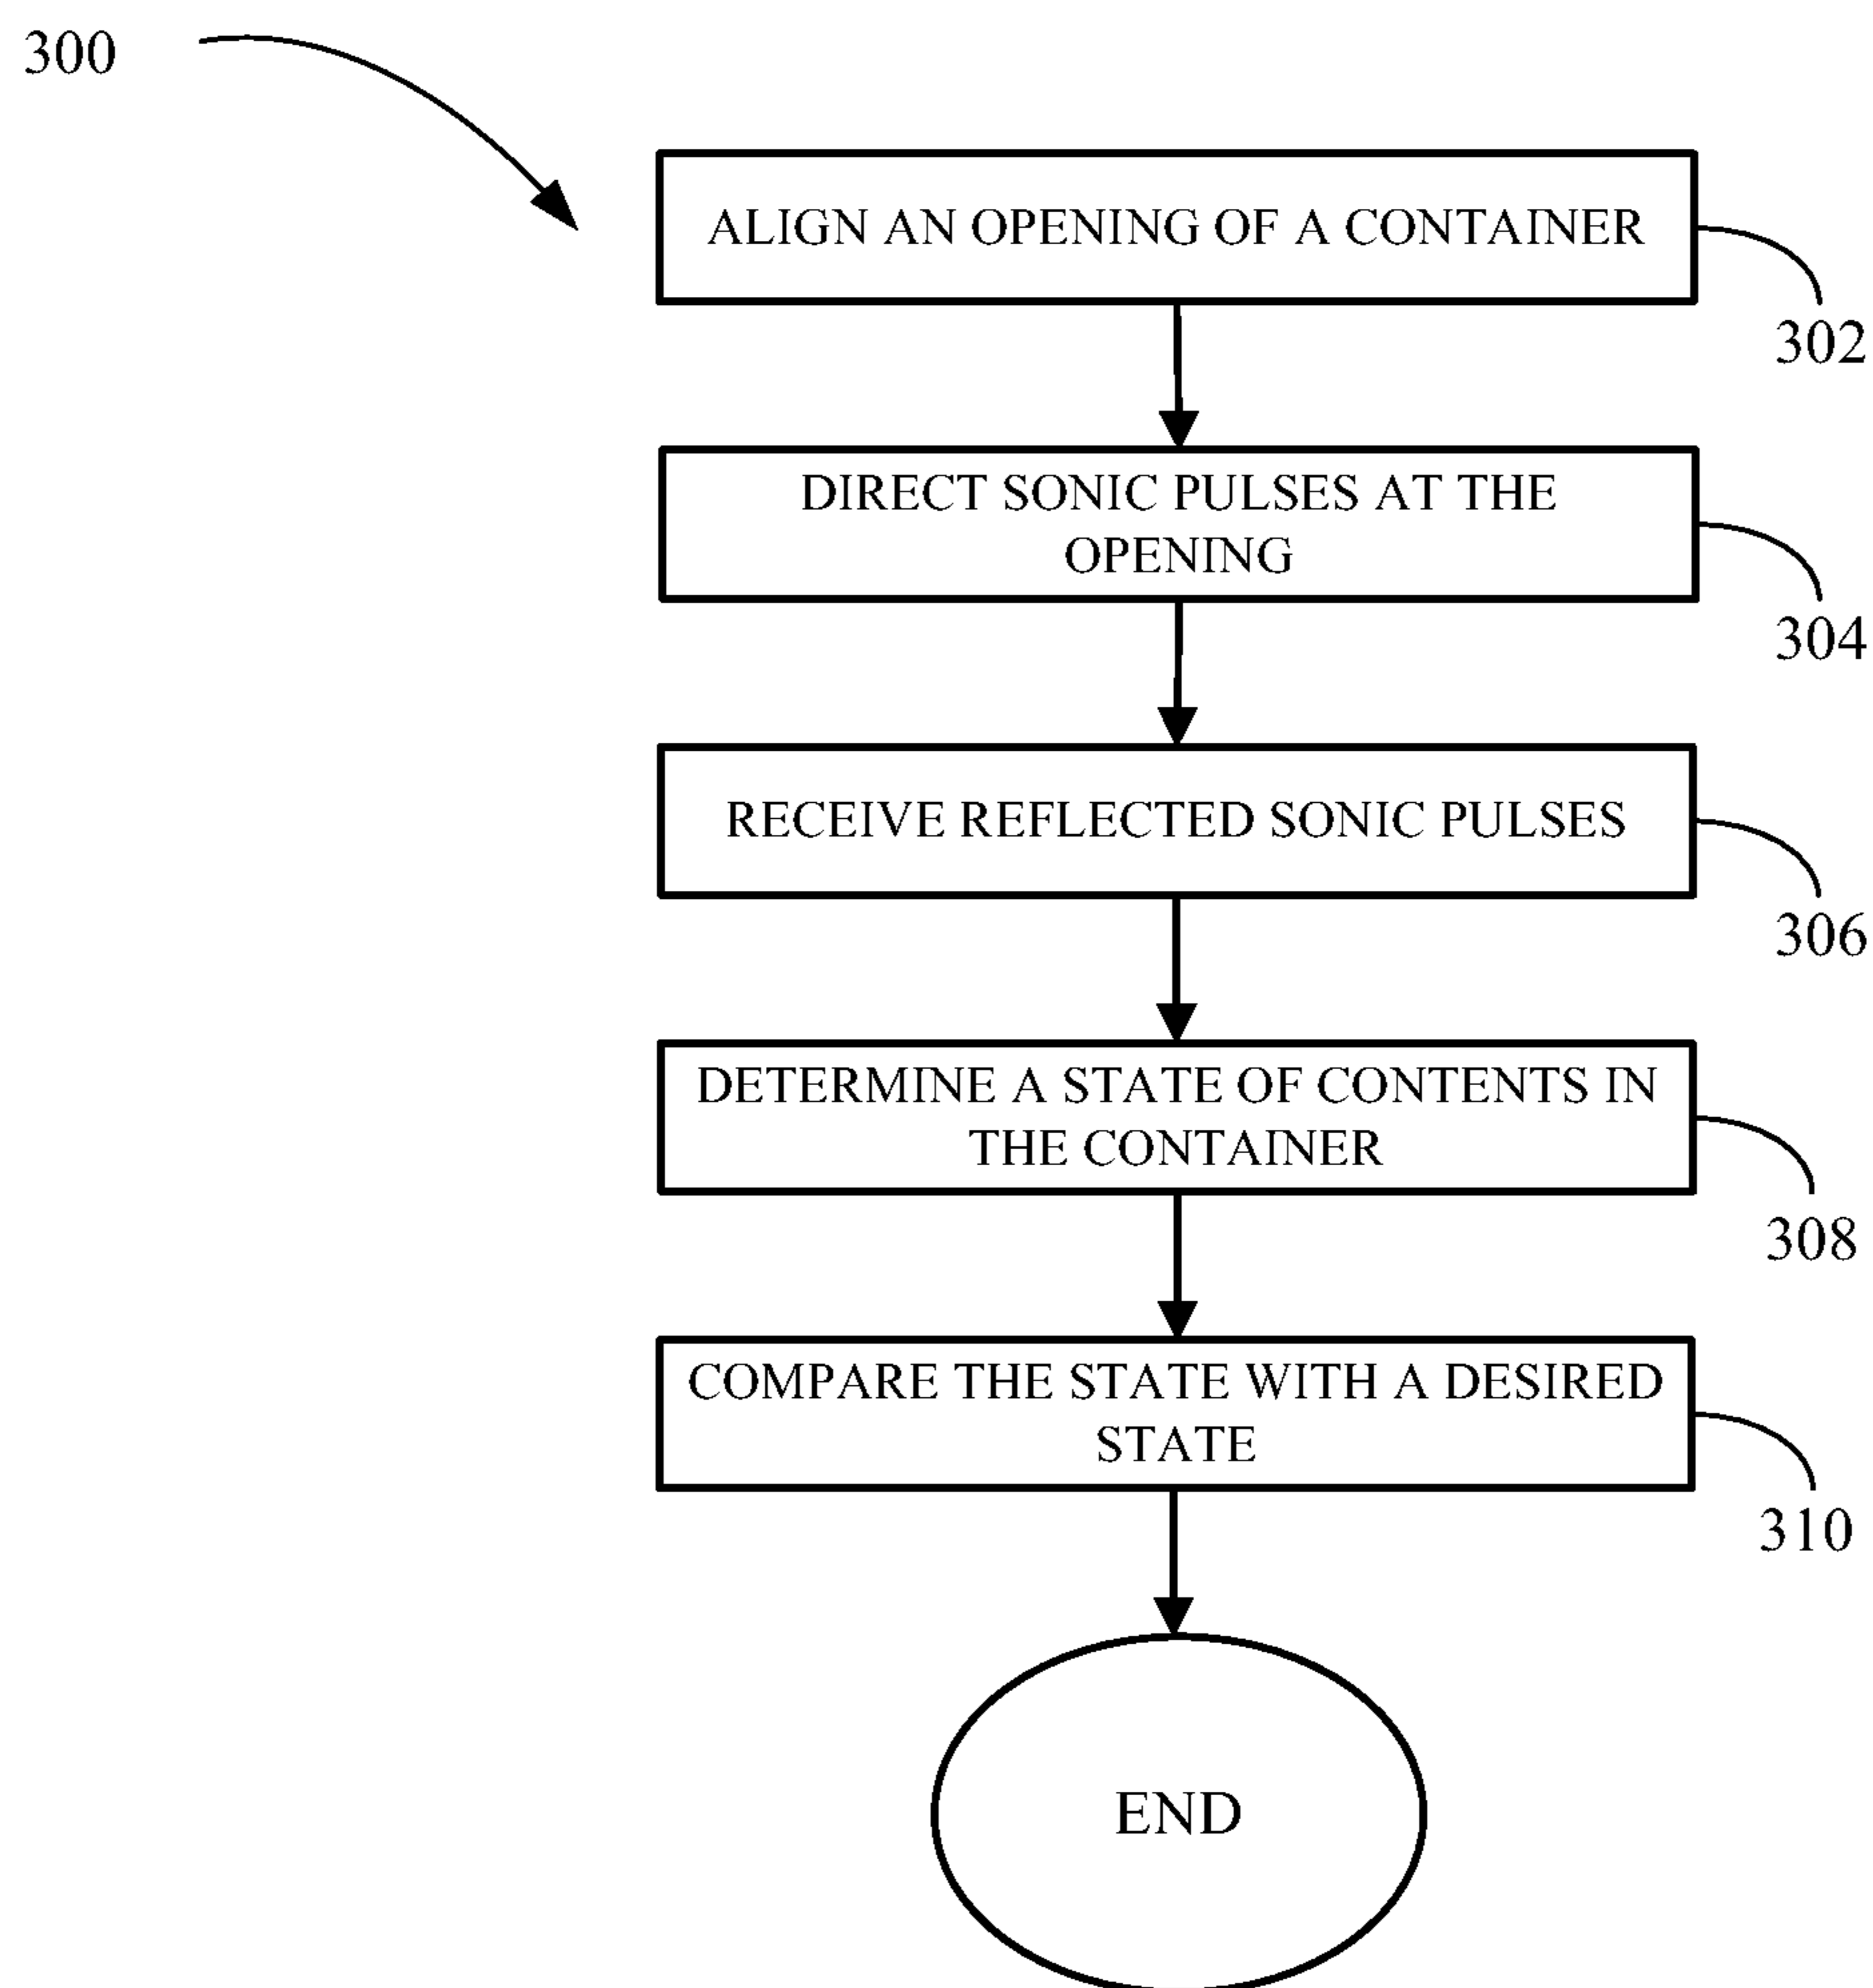 300
ALIGN AN OPENING OF A CONTAINER
302
DIRECT SONIC PULSES AT THE
OPENING
304
RECEIVE REFLECTED SONIC PULSES
306
DETERMINE A STATE OF CONTENTS IN
THE CONTAINER
308
COMPARE THE STATE WITH A DESIRED
STATE
310
END